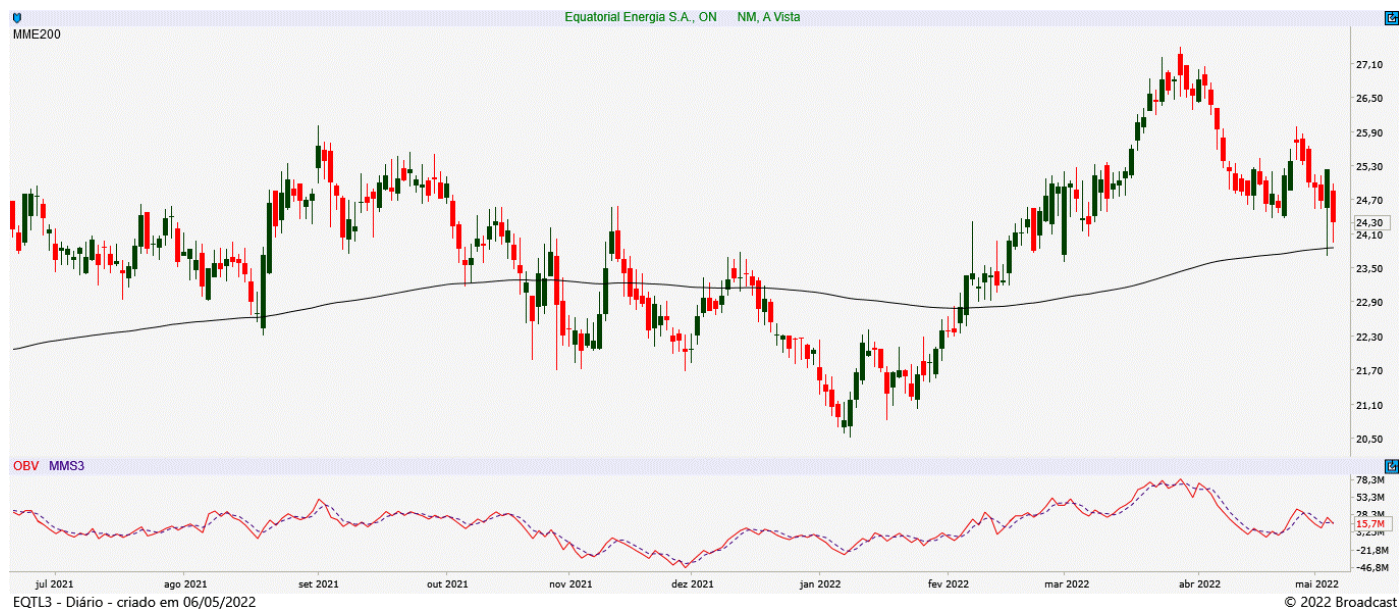 Equatorial Energia S.A., ON NM, A Vista
MME200
27,10
26,50
25,90
25,30
24,70
24,30
24,10
23,50
22,90
22,30
21,70
21,10
20,50
OBV MMS3
78,3M
53,3M
28,3M
15,7M
3,25M
-21,8M
-46,8M
jul 2021 ago 2021 set 2021 out 2021 nov 2021 dez 2021 jan 2022 fev 2022 mar 2022 abr 2022 mai 2022
EQTL3 - Diário - criado em 06/05/2022 © 2022 Broadcast